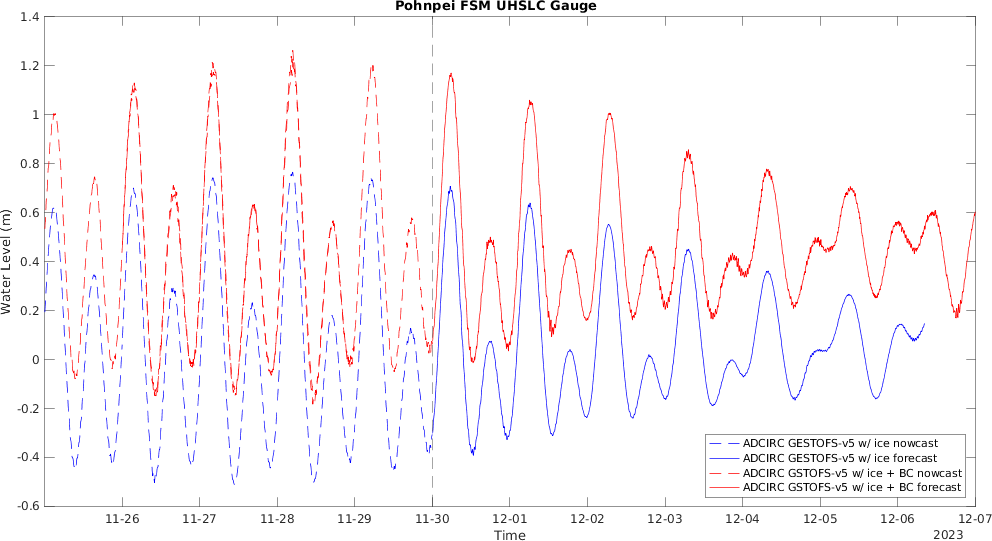 Pohnpei FSM UHSLC Gauge
1.4
1.2
1
0.8
0.6
0.4
0.2
0
-0.2
-0.4
-0.6
Water Level (m)
11-26 11-27 11-28 11-29 11-30 12-01 12-02 12-03 12-04 12-05 12-06 12-07
Time
2023
ADCIRC GESTOFS-v5 w/ ice nowcast
ADCIRC GESTOFS-v5 w/ ice forecast
ADCIRC GSTOFS-v5 w/ ice + BC nowcast
ADCIRC GSTOFS-v5 w/ ice + BC forecast